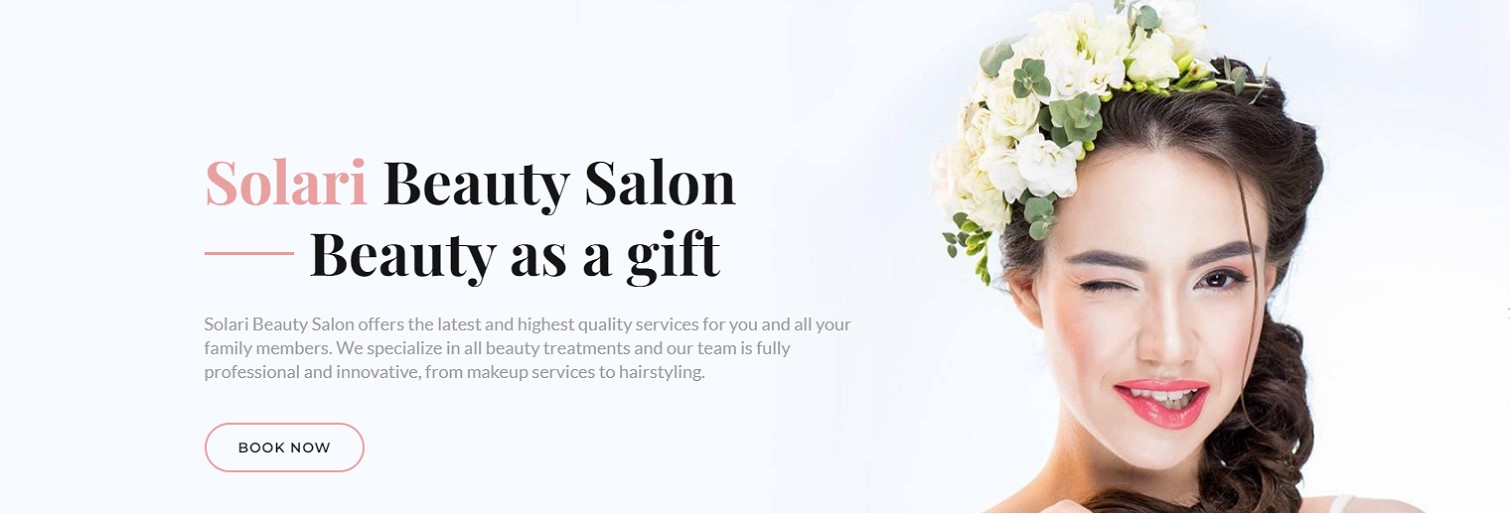 Solari Beauty Salon
Beauty as a gift
Solari Beauty Salon offers the latest and highest quality services for you and all your
family members. We specialize in all beauty treatments and our team is fully
professional and innovative, from makeup services to hairstyling.
BOOK NOW